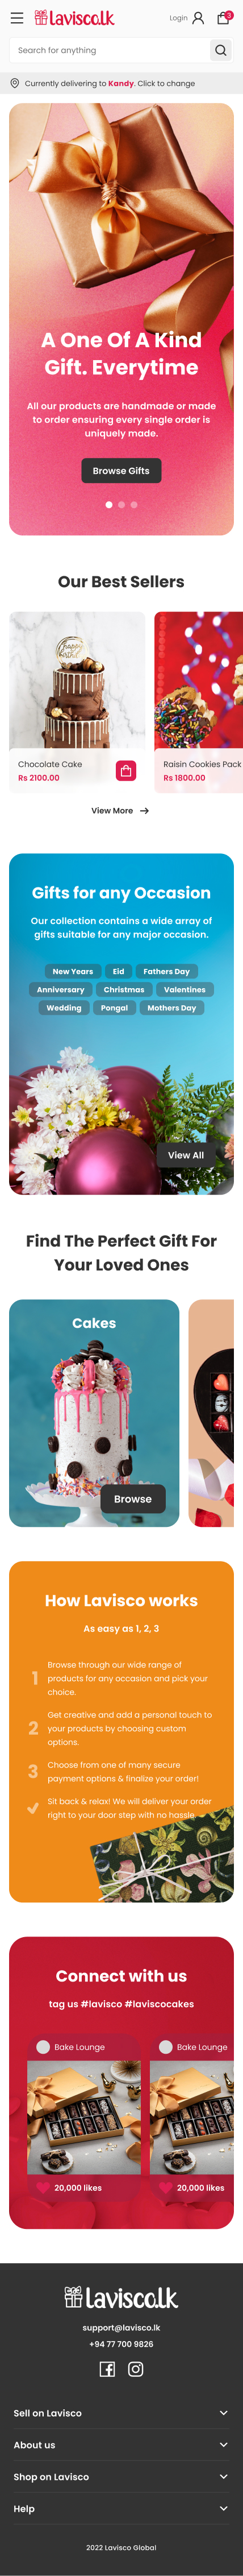 Lavisco.lk
Login
3
Search for anything
Currently delivering to Kandy. Click to change
A One Of A Kind
Gift. Everytime
All our products are handmade or made
to order ensuring every single order is
uniquely made.
Browse Gifts
Our Best Sellers
happy
birthday
Chocolate Cake
Rs 2100.00
Raisin Cookies Pack
Rs 1800.00
View More
Gifts for any Occasion
Our collection contains a wide array of
gifts suitable for any major occasion.
New Years
Eid
Fathers Day
Anniversary
Christmas
Valentines
Wedding
Pongal
Mothers Day
View All
Find The Perfect Gift For
Your Loved Ones
Cakes
Browse
How Lavisco works
As easy as 1, 2, 3
1
Browse through our wide range of
products for any occasion and pick your
choice.
2
Get creative and add a personal touch to
your products by choosing custom
options.
3
Choose from one of many secure
payment options & finalize your order!
Sit back & relax! We will deliver your order
right to your door step with no hassle
Connect with us
tag us #lavisco #laviscocakes
Bake Lounge
20,000 likes
Bake Lounge
20,000 likes
Lavisco.lk
support@lavisco.lk
+94 77 700 9826
Sell on Lavisco
About us
Shop on Lavisco
Help
2022 Lavisco Global